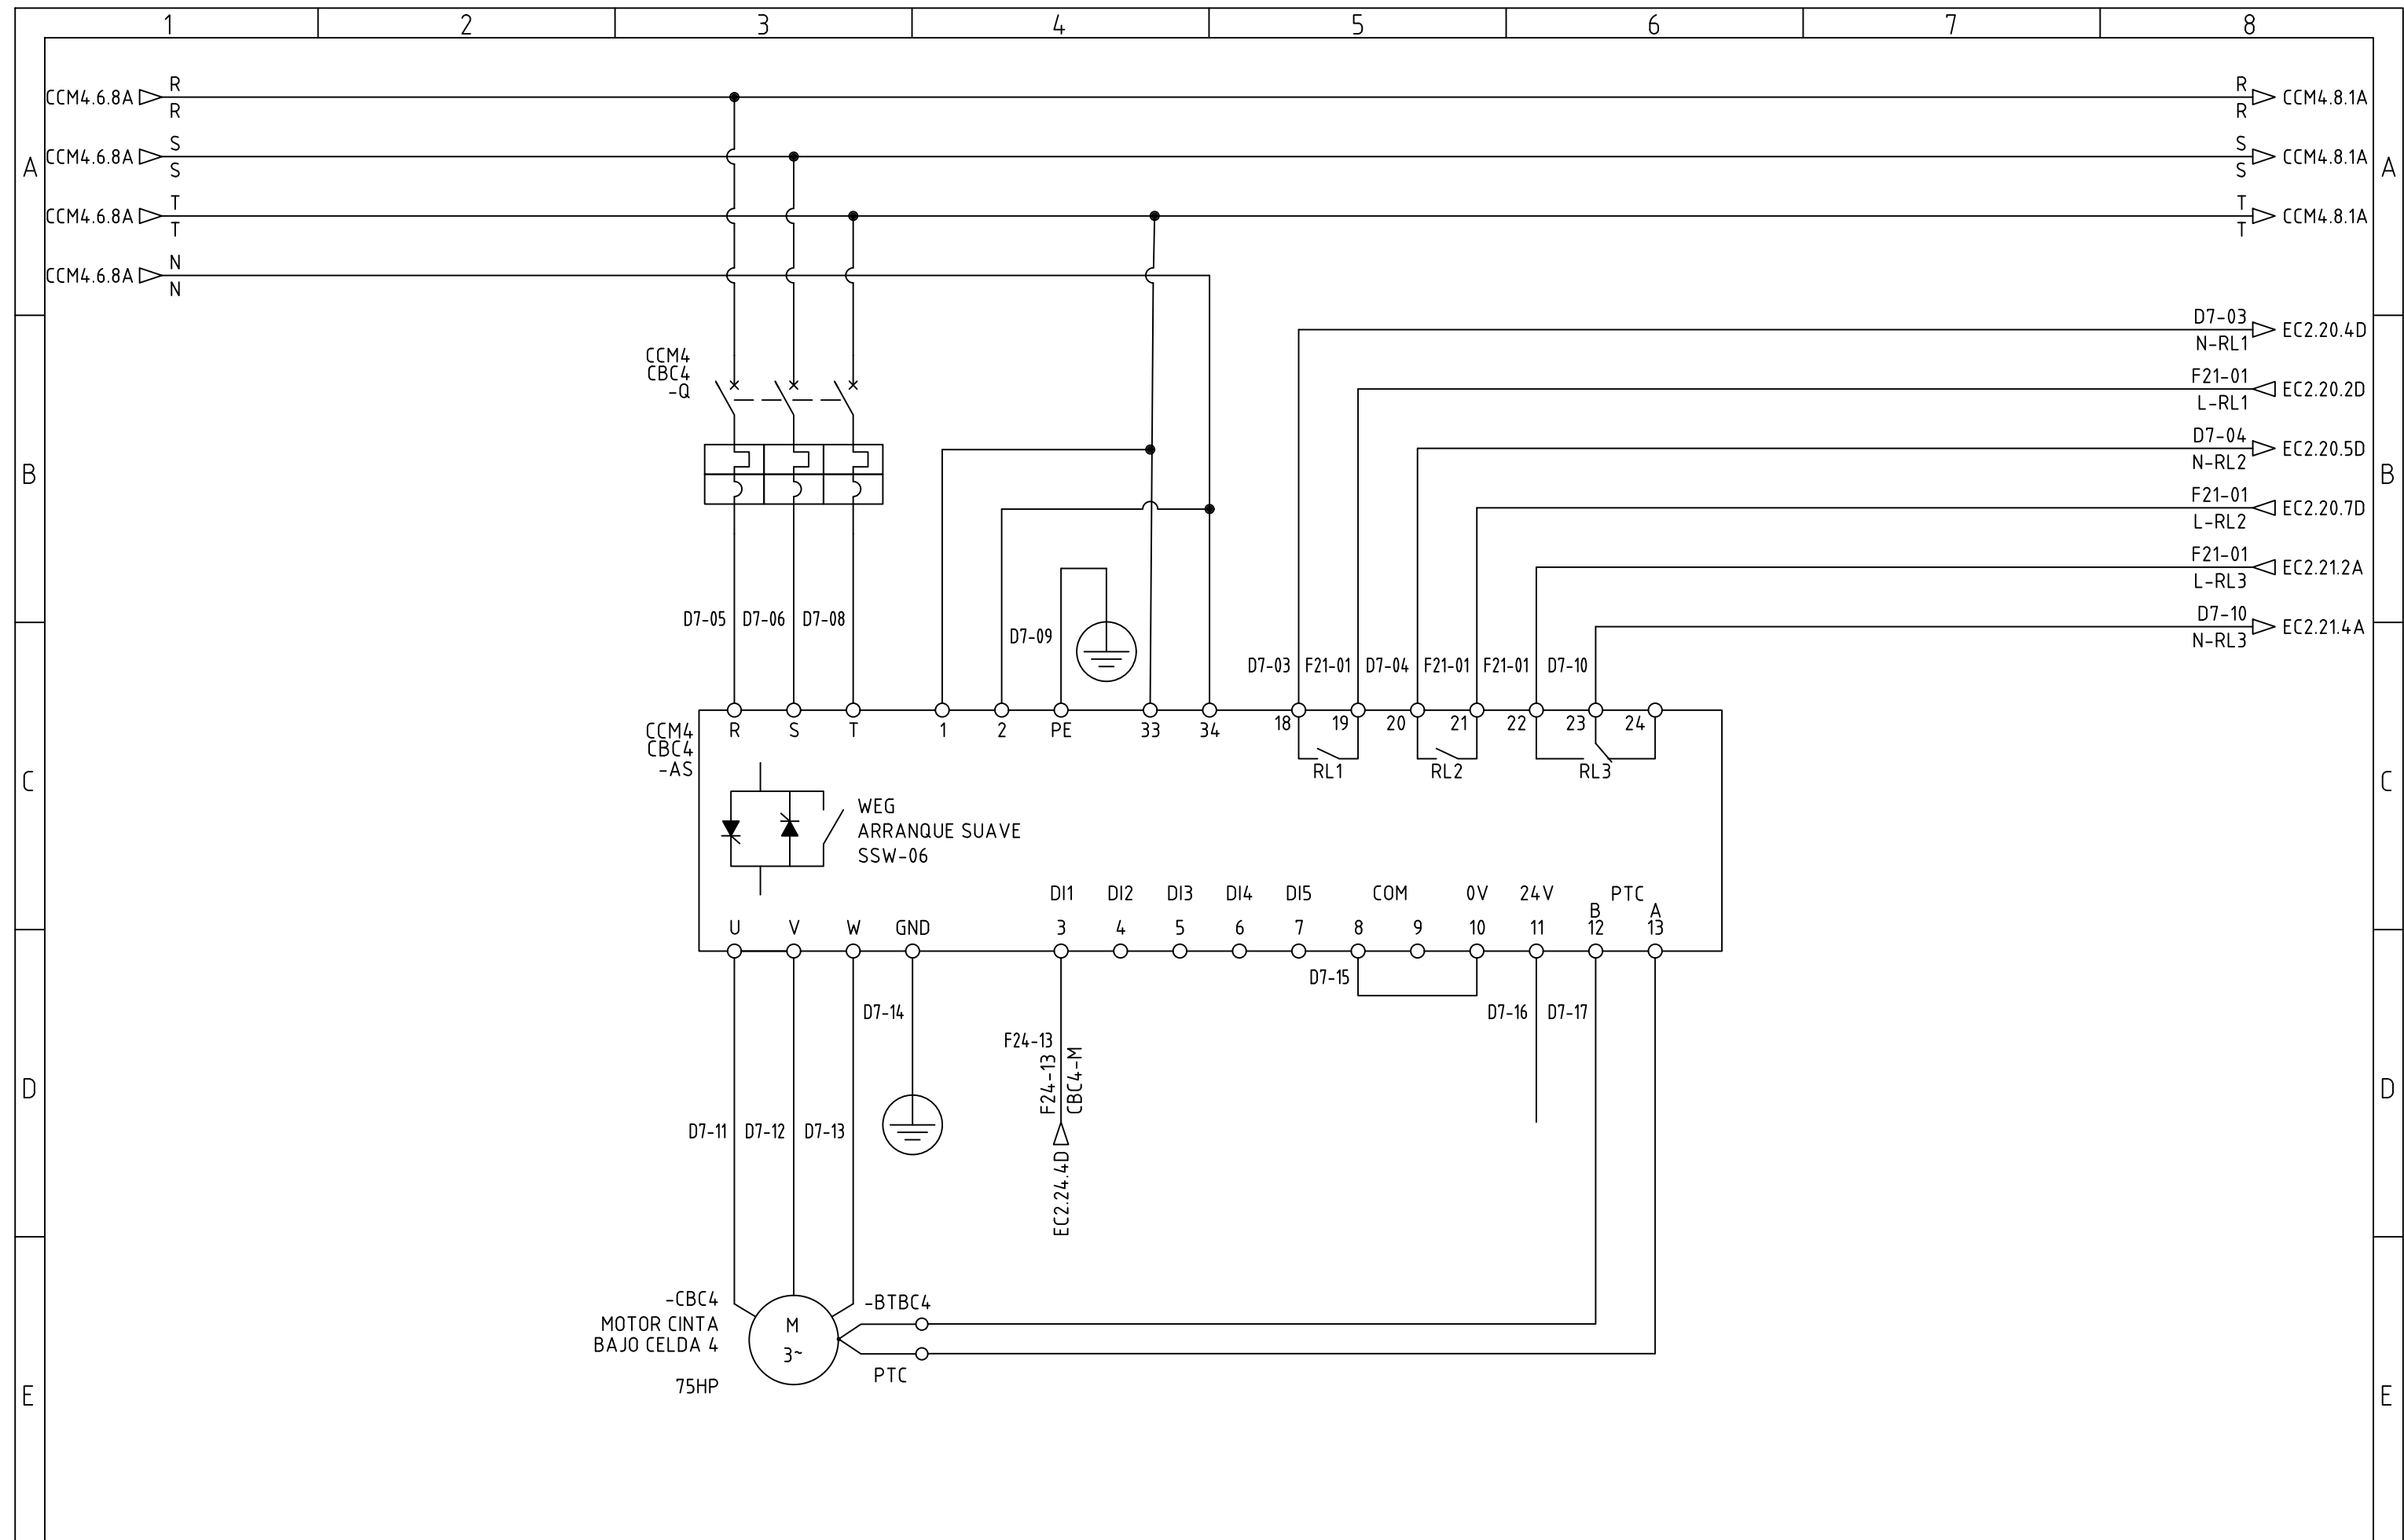 1 2 3 4 5 6 7 8
R R
CCM4.6.8A CCM4.8.1A
R R
S S
A CCM4.6.8A CCM4.8.1A A
S S
T T
CCM4.6.8A CCM4.8.1A
T T
N
CCM4.6.8A
N
D7-03
EC2.20.4D
N-RL1
CCM4
CBC4
-Q
F21-01
EC2.20.2D
L-RL1
D7-04
EC2.20.5D
N-RL2
B B
F21-01
EC2.20.7D
L-RL2
F21-01
EC2.21.2A
L-RL3
D7-05 D7-06 D7-08 D7-09
D7-10
EC2.21.4A
N-RL3
D7-03 F21-01 D7-04 F21-01 F21-01 D7-10
R S T 1 2 PE 33 34 18 19 20 21 22 23 24
CCM4
CBC4
-AS
RL1 RL2 RL3
C C
WEG
ARRANQUE SUAVE
SSW-06
DI1 DI2 DI3 DI4 DI5 COM 0V 24V PTC
B A
U V W GND 3 4 5 6 7 8 9 10 11 12 13
D7-15
D7-14 D7-16 D7-17
F24-13
F24-13
CBC4-M
D D
D7-11 D7-12 D7-13
EC2.24.4D
-CBC4 -BTBC4
MOTOR CINTA M
BAJO CELDA 4 3~
PTC
75HP
E E